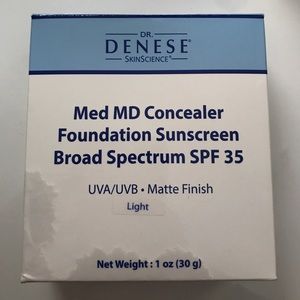 DR.
DENESE®
SKINSCIENCE®
Med MD Concealer
Foundation Sunscreen
Broad Spectrum SPF 35
UVA/UVB • Matte Finish
Light
Net Weight : 1 oz (30 g)